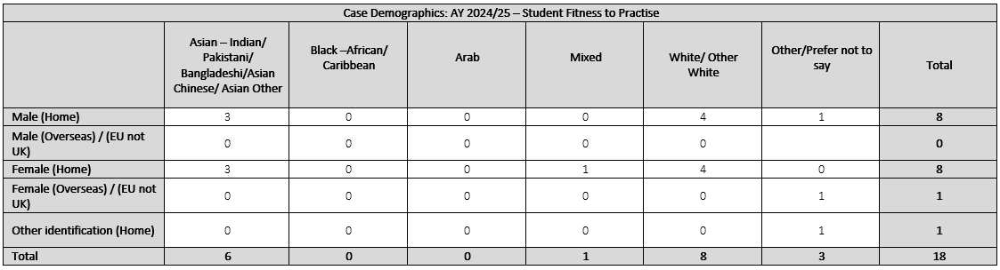 Case Demographics: AY 2024/25 – Student Fitness to Practise
Asian – Indian/ Pakistani/ Bangladeshi/Asian Chinese/ Asian Other Black –African/ Caribbean Arab Mixed White/ Other White Other/Prefer not to say Total
Male (Home) 3 0 0 0 4 1 8
Male (Overseas) / (EU not UK) 0 0 0 0 0 0
Female (Home) 3 0 0 1 4 0 8
Female (Overseas) / (EU not UK) 0 0 0 0 0 1 1
Other identification (Home) 0 0 0 0 0 1 1
Total 6 0 0 1 8 3 18